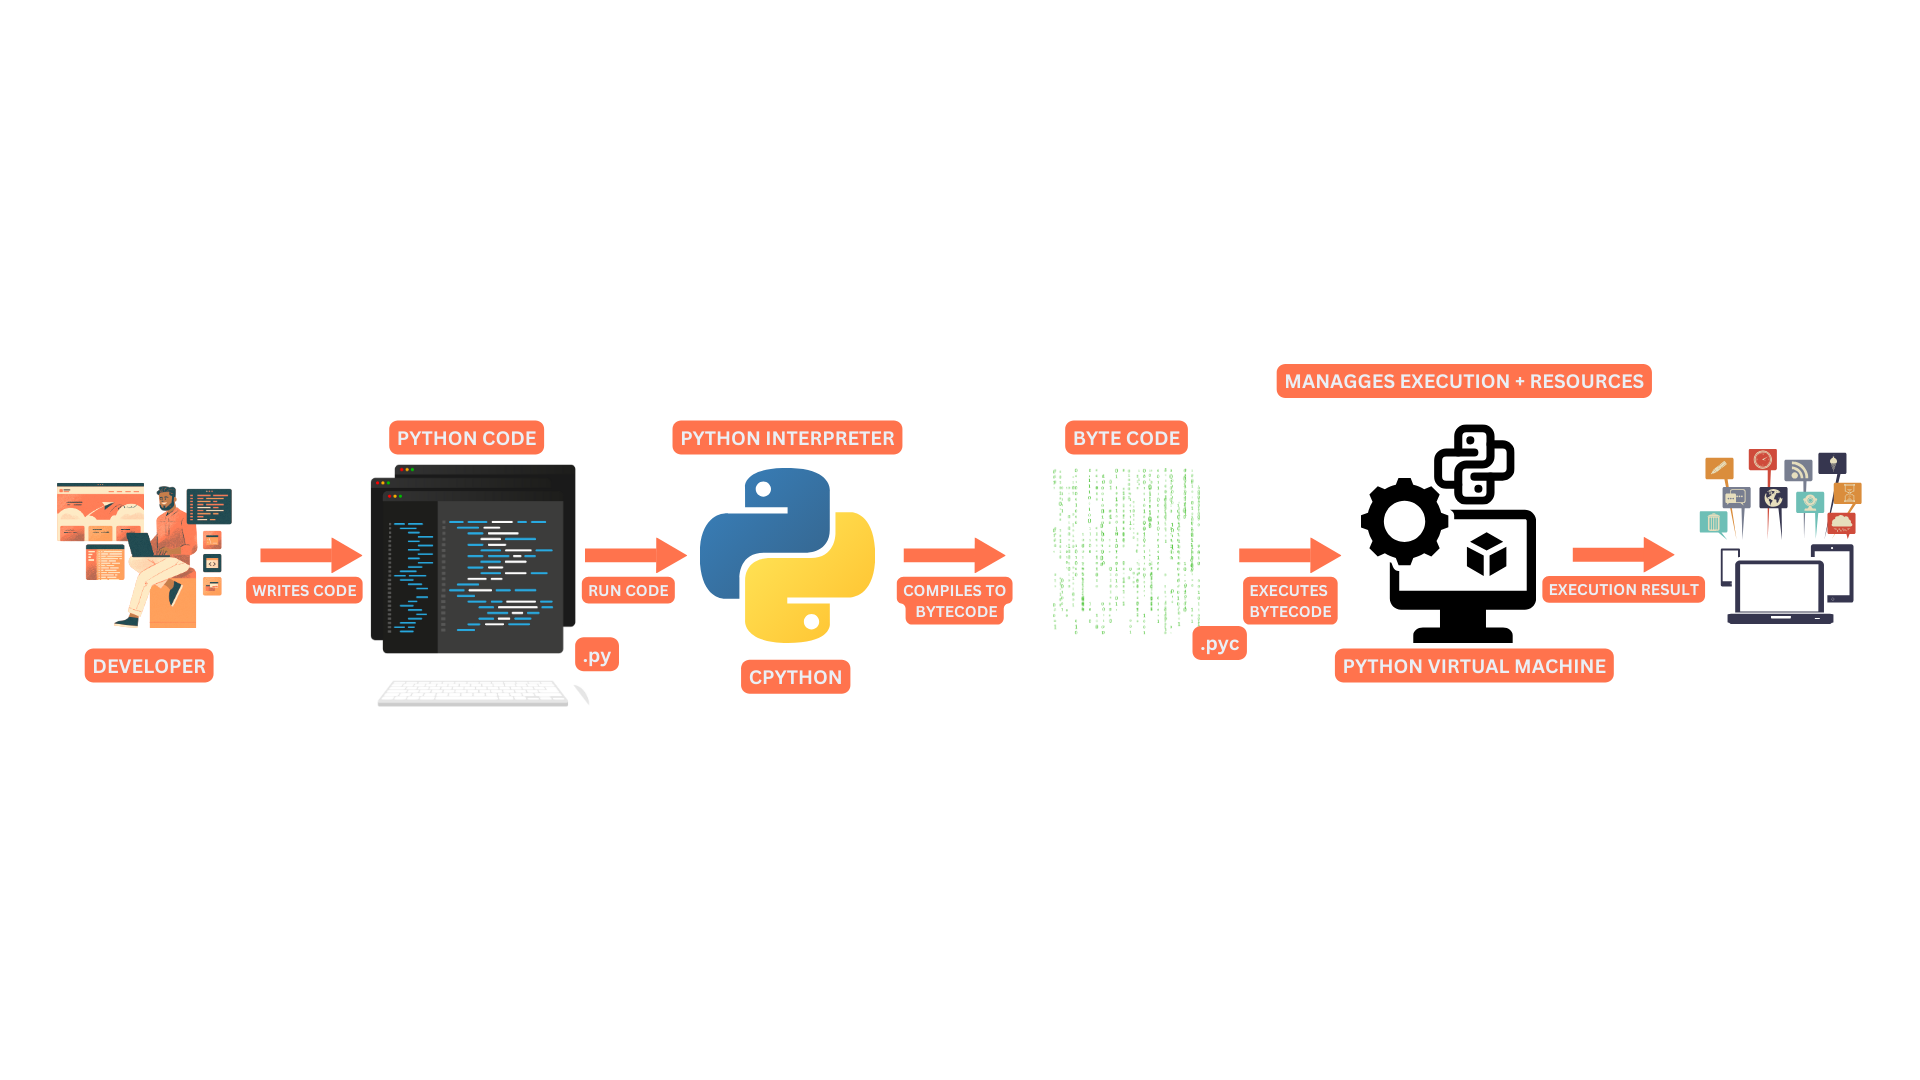 DEVELOPER
WRITES CODE
PYTHON CODE
.py
RUN CODE
PYTHON INTERPRETER
CPYTHON
COMPILES TO
BYTECODE
BYTE CODE
.pyc
EXECUTES
BYTECODE
MANAGGES EXECUTION + RESOURCES
PYTHON VIRTUAL MACHINE
EXECUTION RESULT